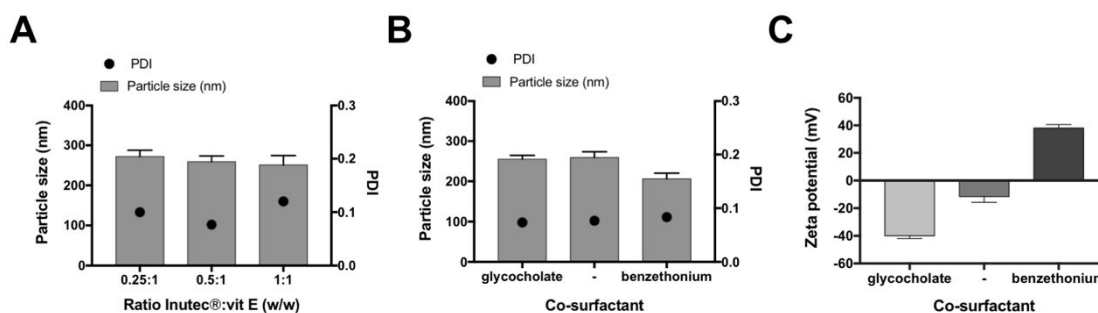 A
PDI
Particle size (nm)
400
300
200
100
0
Particle size (nm)
0.3
0.2
0.1
0.0
PDI
0.25:1 0.5:1 1:1
Ratio Inutec®:vit E (w/w)
B
PDI
Particle size (nm)
400
300
200
100
0
Particle size (nm)
0.3
0.2
0.1
0.0
PDI
glycocholate - benzethonium
Co-surfactant
C
60
40
20
0
-20
-40
-60
Zeta potential (mV)
glycocholate - benzethonium
Co-surfactant